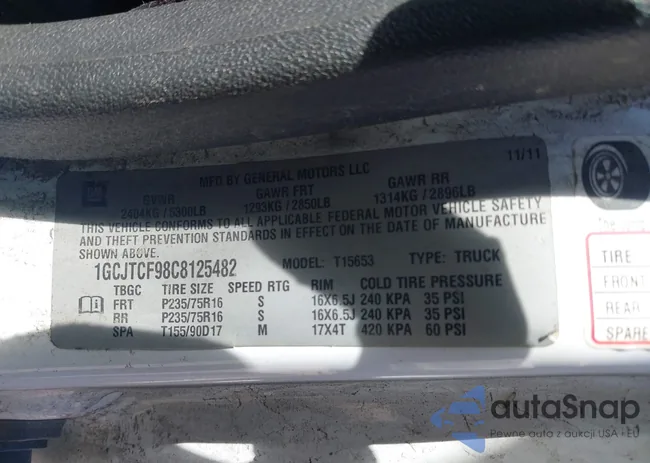 MFD BY GENERAL MOTORS LLC 11/11
GM
GVWR GAWR FRT GAWR RR
2404KG / 5300LB 1293KG / 2850LB 1314KG / 2896LB
THIS VEHICLE CONFORMS TO ALL APPLICABLE FEDERAL MOTOR VEHICLE SAFETY
AND THEFT PREVENTION STANDARDS IN EFFECT ON THE DATE OF MANUFACTURE
SHOWN ABOVE.
1GCJTCF98C8125482 MODEL: T15653 TYPE: TRUCK
TBGC TIRE SIZE SPEED RTG RIM COLD TIRE PRESSURE
FRT P235/75R16 S 16X6.5J 240 KPA 35 PSI
RR P235/75R16 S 16X6.5J 240 KPA 35 PSI
SPA T155/90D17 M 17X4T 420 KPA 60 PSI
TIRE
FRONT
REAR
SPARE
autoSnap
Pewne auta z aukcji USA i EU